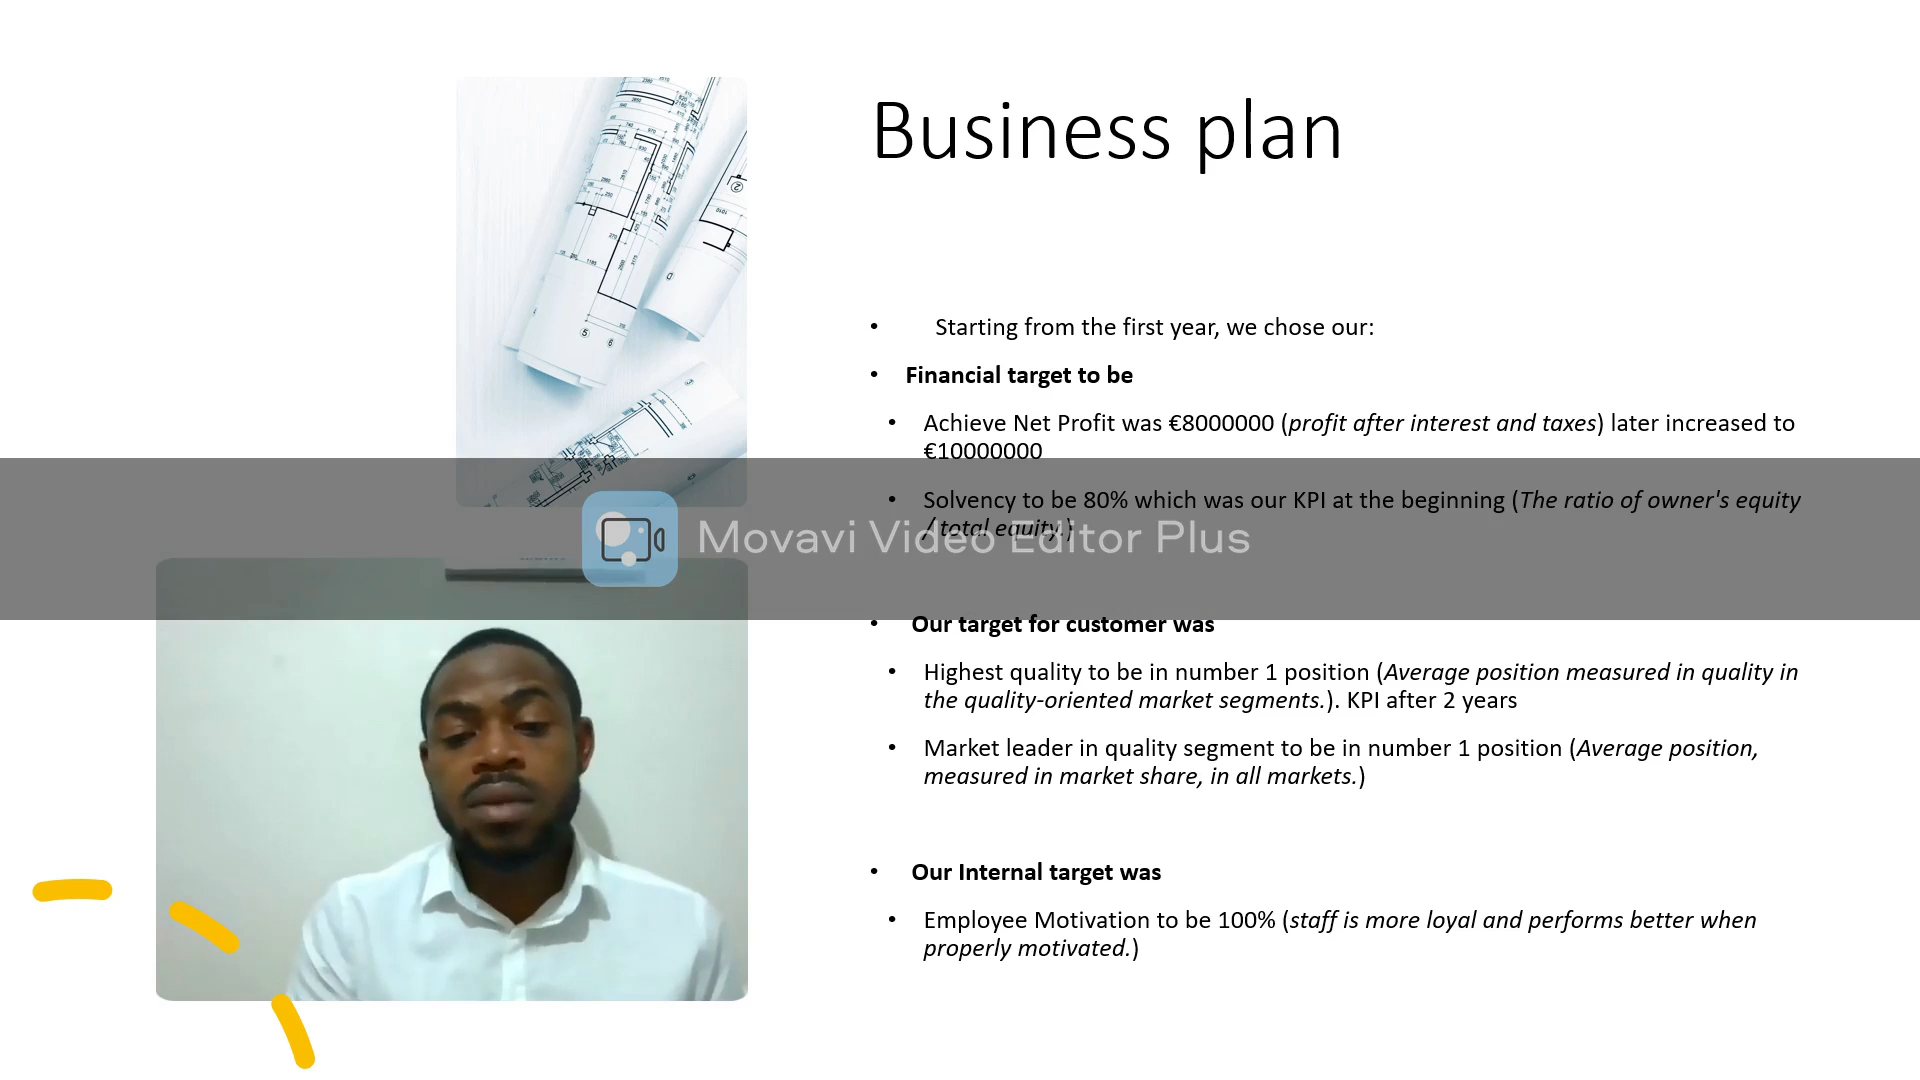 Business plan
• Starting from the first year, we chose our:
• Financial target to be
• Achieve Net Profit was €8000000 (profit after interest and taxes) later increased to
€10000000
• Solvency to be 80% which was our KPI at the beginning (The ratio of owner's equity
/ total equity.)
Movavi Video Editor Plus
• Our target for customer was
• Highest quality to be in number 1 position (Average position measured in quality in
the quality-oriented market segments.). KPI after 2 years
• Market leader in quality segment to be in number 1 position (Average position,
measured in market share, in all markets.)
• Our Internal target was
• Employee Motivation to be 100% (staff is more loyal and performs better when
properly motivated.)